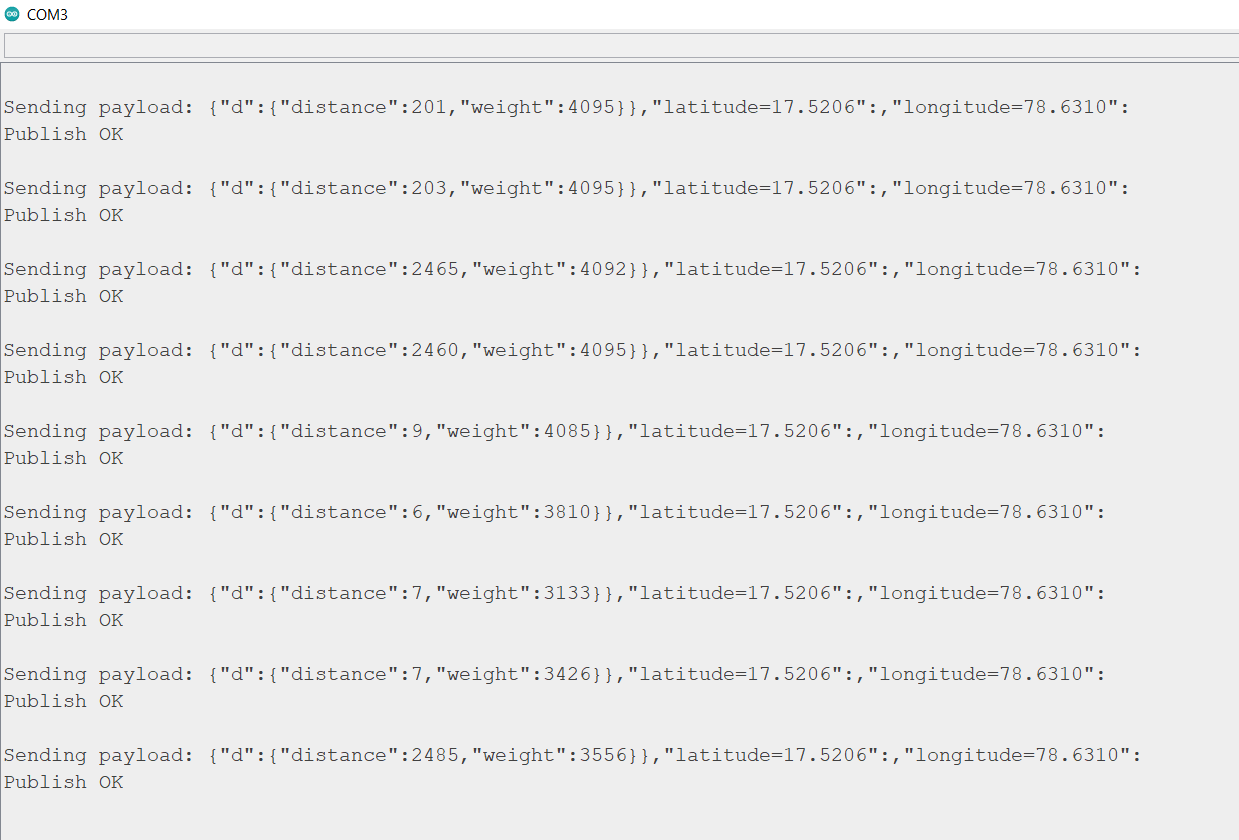 COM3
Sending payload: {"d":{"distance":201,"weight":4095}},"latitude=17.5206":,"longitude=78.6310":
Publish OK
Sending payload: {"d":{"distance":203,"weight":4095}},"latitude=17.5206":,"longitude=78.6310":
Publish OK
Sending payload: {"d":{"distance":2465,"weight":4092}},"latitude=17.5206":,"longitude=78.6310":
Publish OK
Sending payload: {"d":{"distance":2460,"weight":4095}},"latitude=17.5206":,"longitude=78.6310":
Publish OK
Sending payload: {"d":{"distance":9,"weight":4085}},"latitude=17.5206":,"longitude=78.6310":
Publish OK
Sending payload: {"d":{"distance":6,"weight":3810}},"latitude=17.5206":,"longitude=78.6310":
Publish OK
Sending payload: {"d":{"distance":7,"weight":3133}},"latitude=17.5206":,"longitude=78.6310":
Publish OK
Sending payload: {"d":{"distance":7,"weight":3426}},"latitude=17.5206":,"longitude=78.6310":
Publish OK
Sending payload: {"d":{"distance":2485,"weight":3556}},"latitude=17.5206":,"longitude=78.6310":
Publish OK